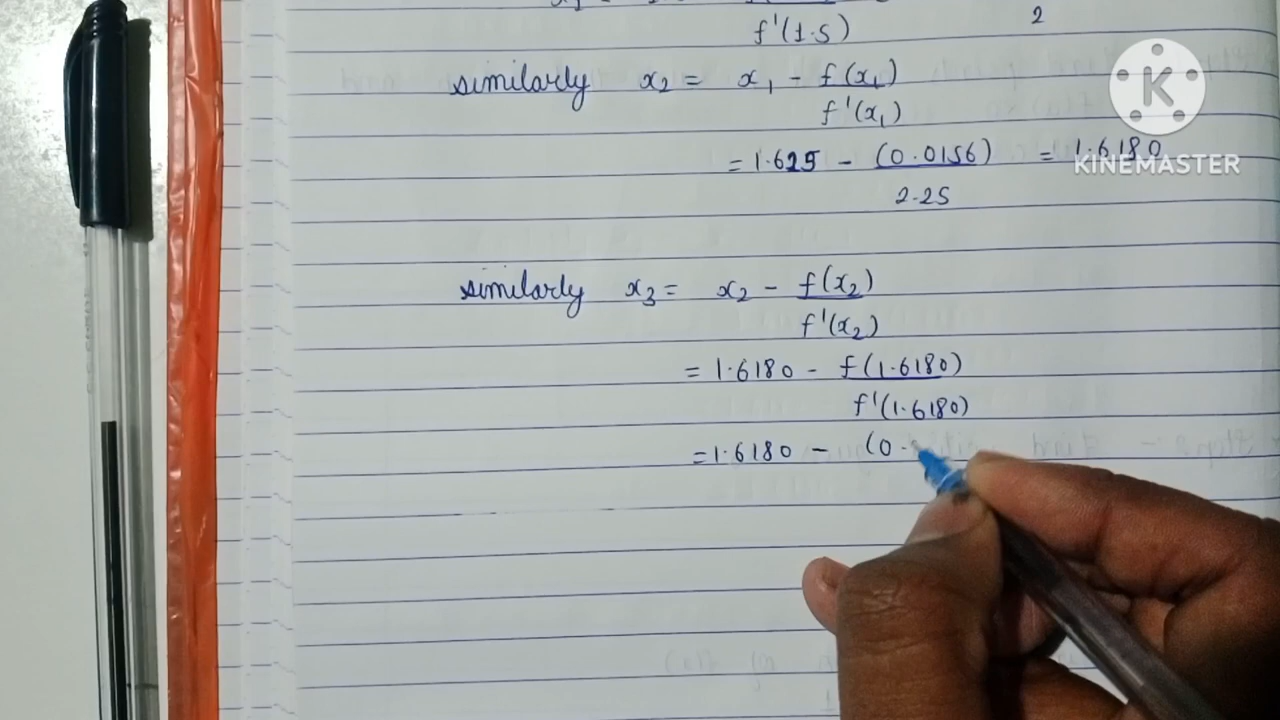 f'(1.5) 2
similarly x₂ = x₁ - f(x₁)
f'(x₁)
= 1.625 - (0.0156) = 1.6180
2.25
K
KINEMASTER
similarly x₃ = x₂ - f(x₂)
f'(x₂)
= 1.6180 - f(1.6180)
f'(1.6180)
= 1.6180 - (0.